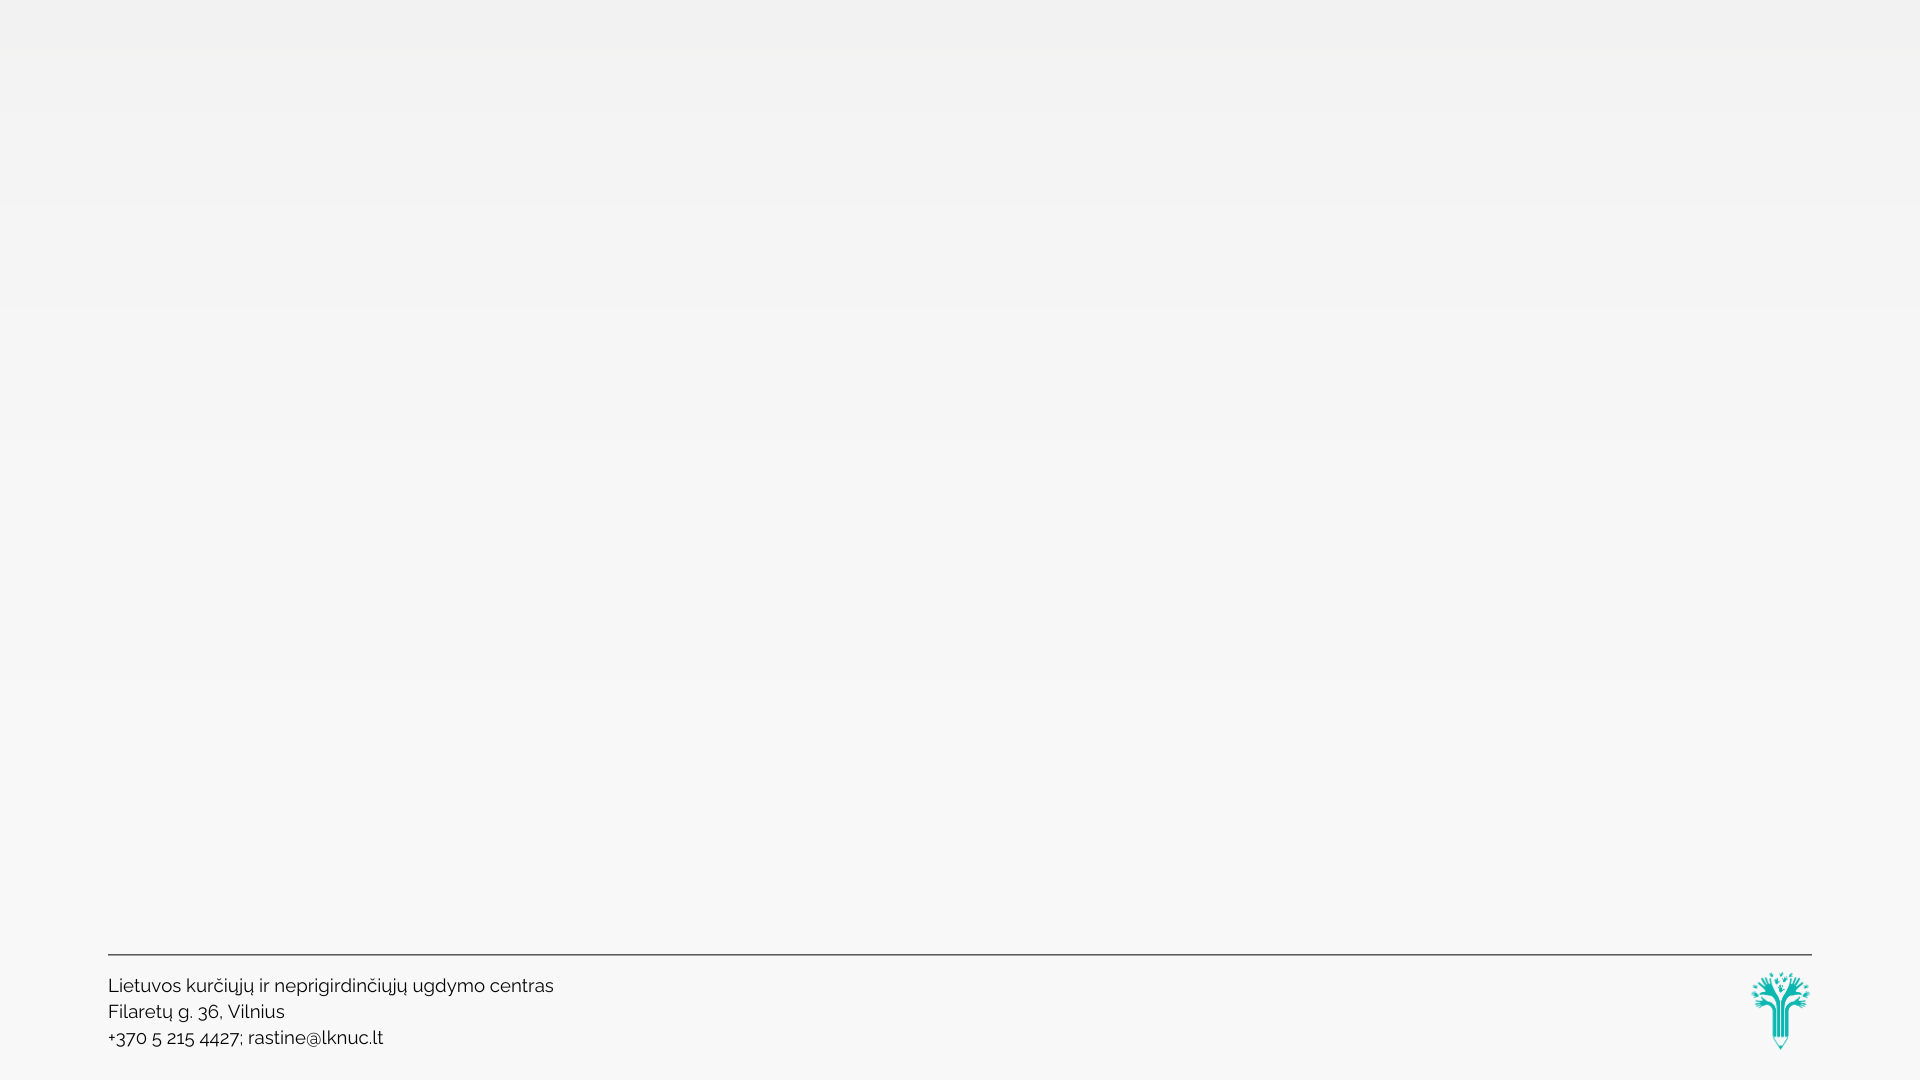 Lietuvos kurčiųjų ir neprigirdinčiųjų ugdymo centras
Filaretų g. 36, Vilnius
+370 5 215 4427; rastine@lknuc.lt